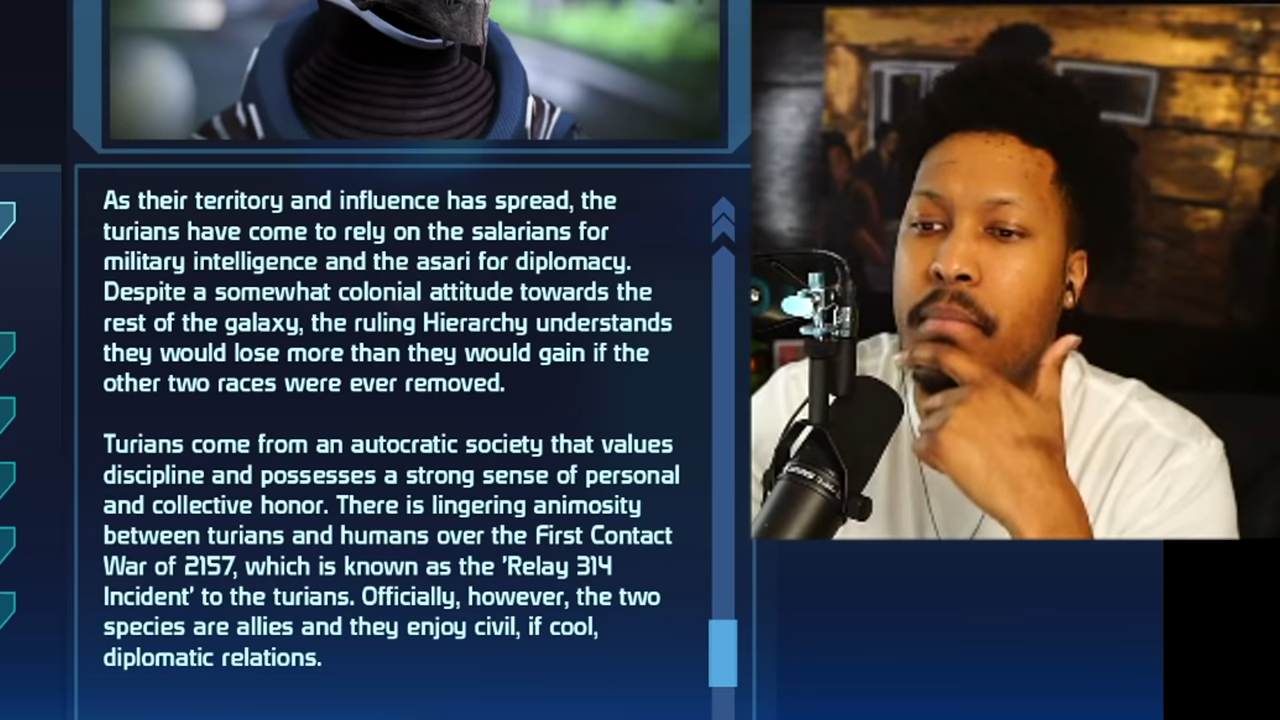 As their territory and influence has spread, the
turians have come to rely on the salarians for
military intelligence and the asari for diplomacy.
Despite a somewhat colonial attitude towards the
rest of the galaxy, the ruling Hierarchy understands
they would lose more than they would gain if the
other two races were ever removed.
Turians come from an autocratic society that values
discipline and possesses a strong sense of personal
and collective honor. There is lingering animosity
between turians and humans over the First Contact
War of 2157, which is known as the 'Relay 314
Incident' to the turians. Officially, however, the two
species are allies and they enjoy civil, if cool,
diplomatic relations.